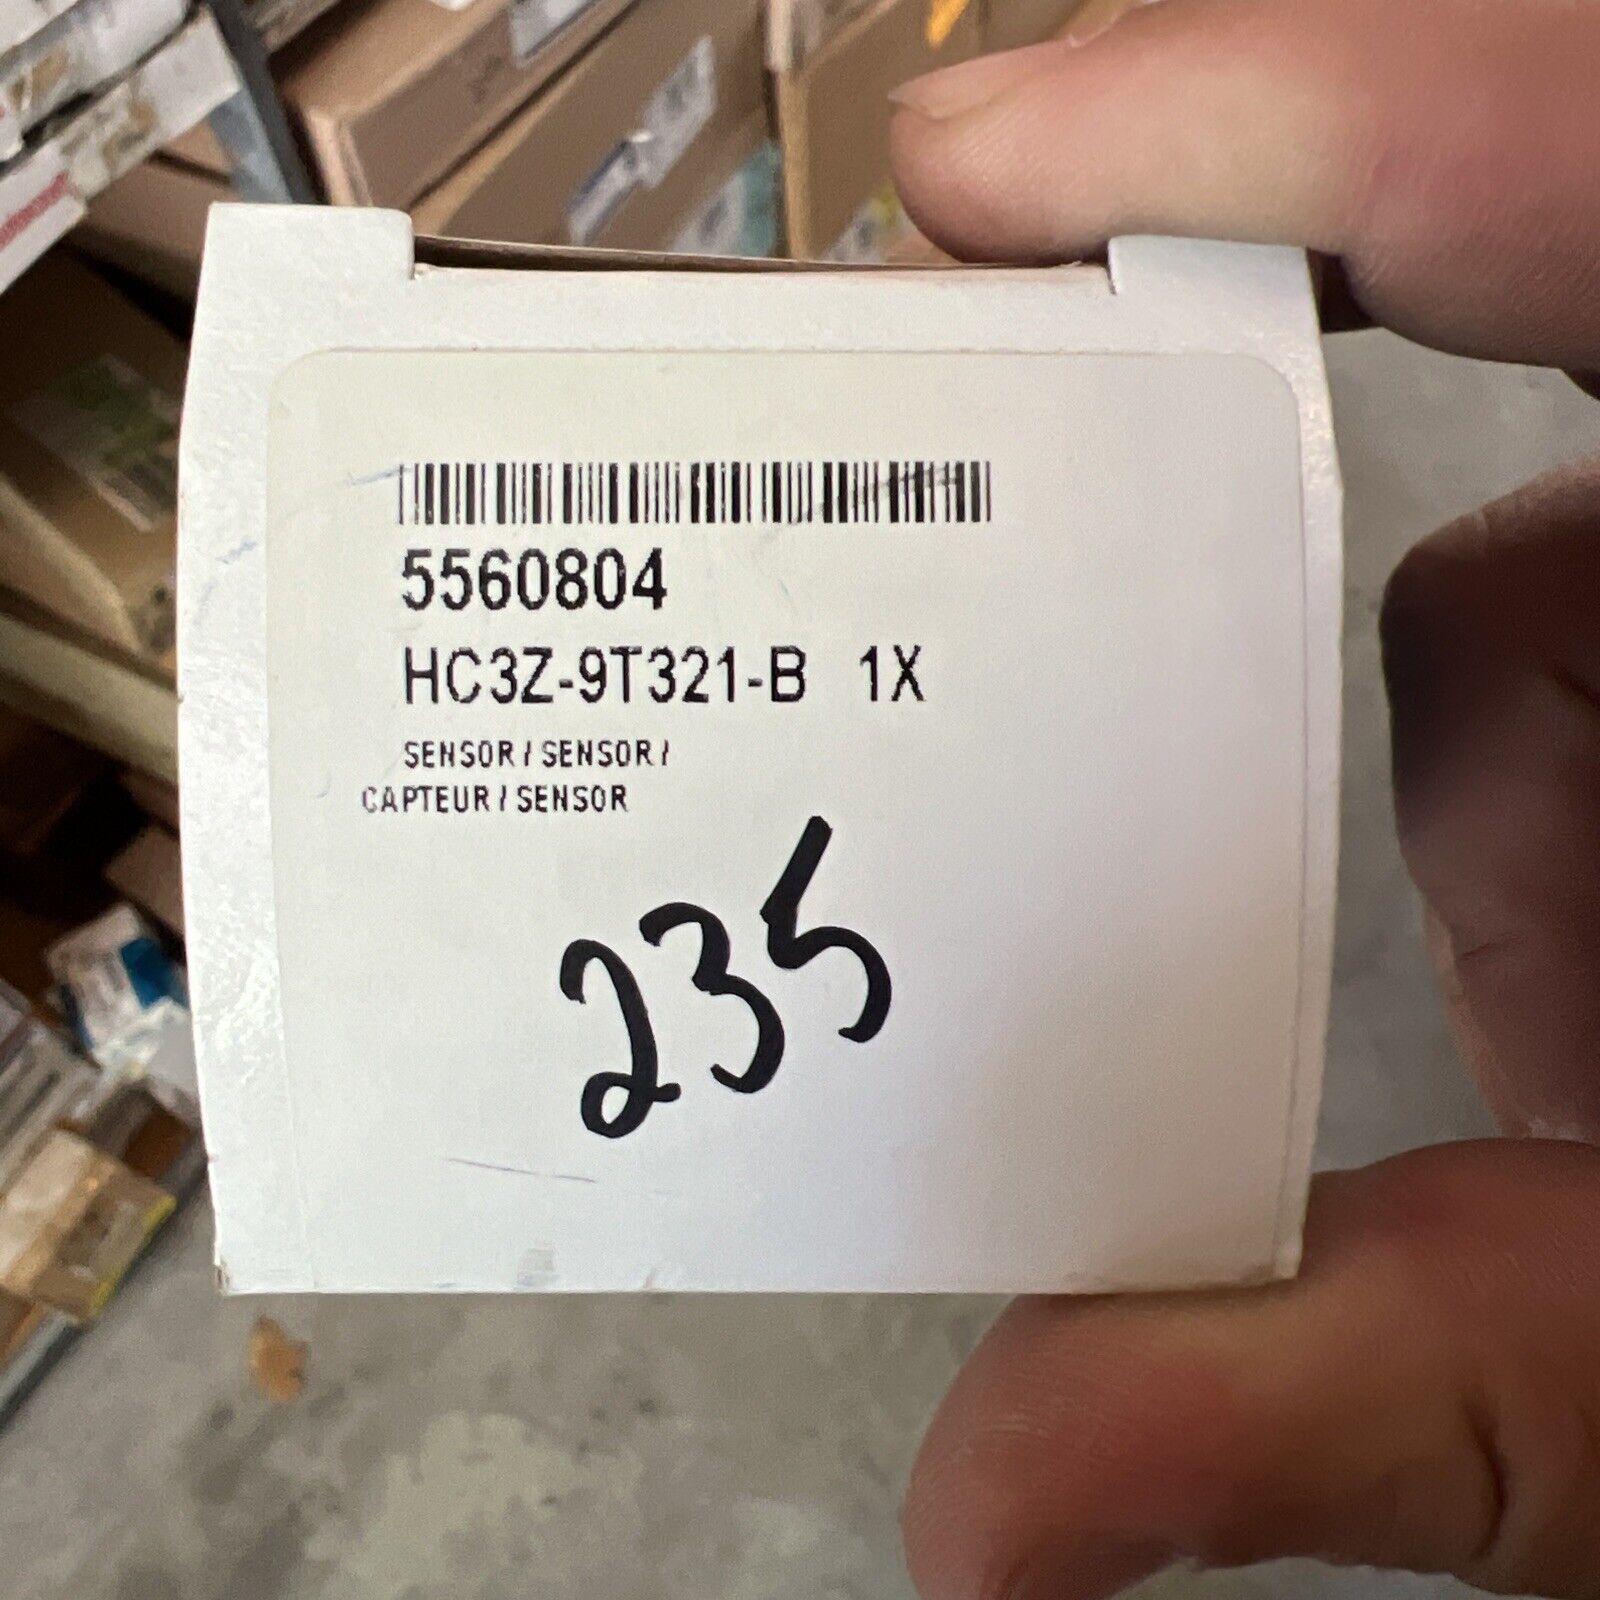 5560804
HC3Z-9T321-B 1X
SENSOR / SENSOR /
CAPTEUR / SENSOR
235